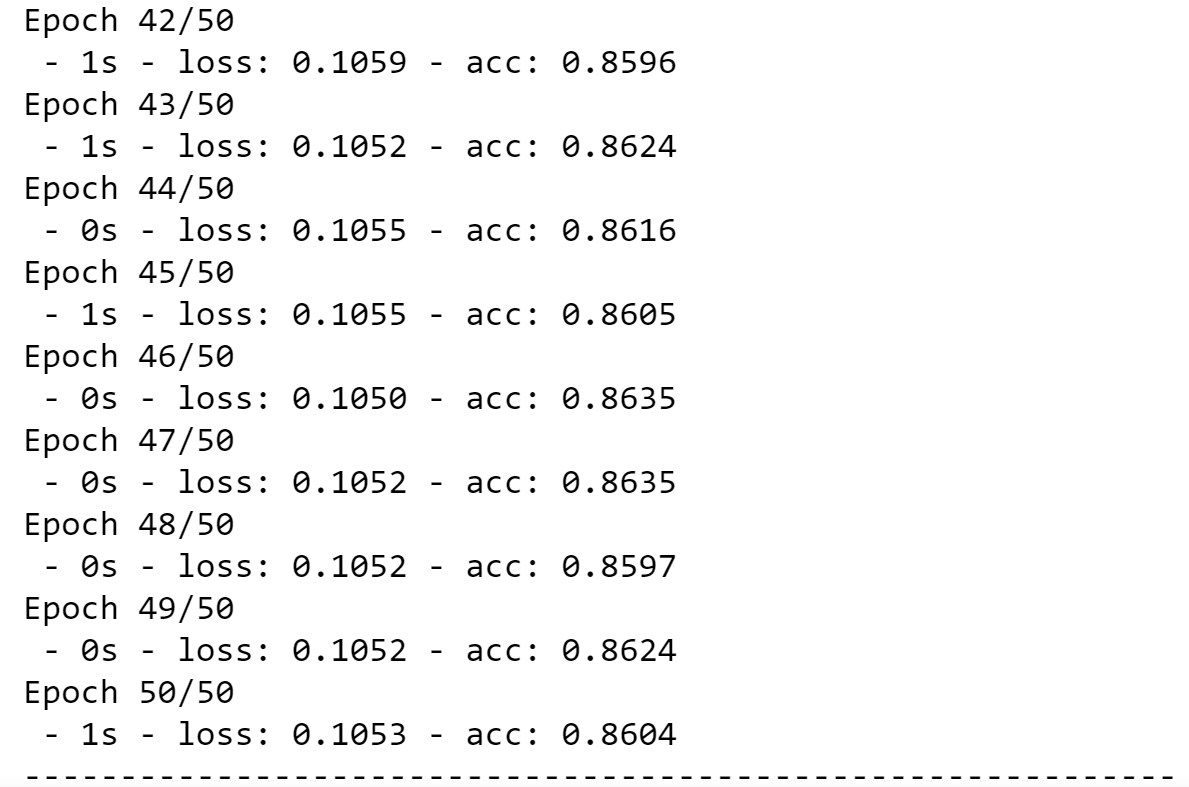 Epoch 42/50
 - 1s - loss: 0.1059 - acc: 0.8596
Epoch 43/50
 - 1s - loss: 0.1052 - acc: 0.8624
Epoch 44/50
 - 0s - loss: 0.1055 - acc: 0.8616
Epoch 45/50
 - 1s - loss: 0.1055 - acc: 0.8605
Epoch 46/50
 - 0s - loss: 0.1050 - acc: 0.8635
Epoch 47/50
 - 0s - loss: 0.1052 - acc: 0.8635
Epoch 48/50
 - 0s - loss: 0.1052 - acc: 0.8597
Epoch 49/50
 - 0s - loss: 0.1052 - acc: 0.8624
Epoch 50/50
 - 1s - loss: 0.1053 - acc: 0.8604
------------------------------------------------------------